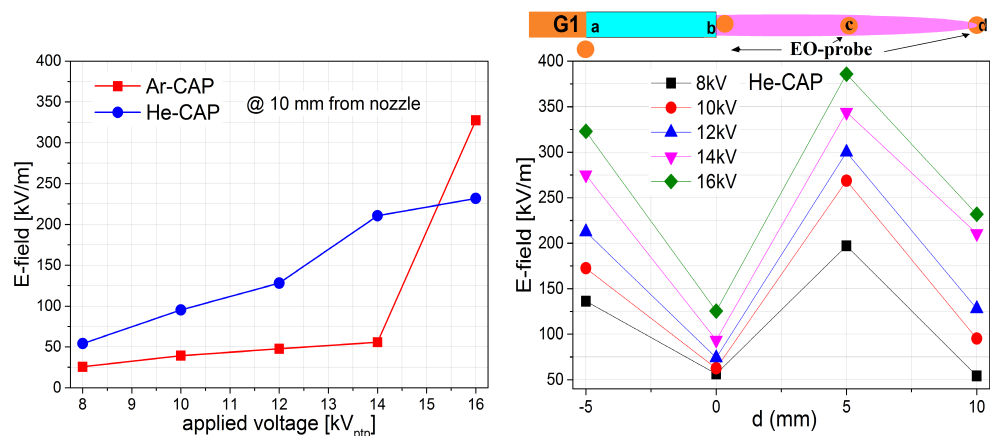 G1 a b c d
EO-probe
400
350
300
250
200
150
100
50
0
E-field [kV/m]
Ar-CAP
He-CAP
@ 10 mm from nozzle
8 9 10 11 12 13 14 15 16
applied voltage [kVptp]
400
350
300
250
200
150
100
50
E-field [kV/m]
8kV He-CAP
10kV
12kV
14kV
16kV
-5 0 5 10
d (mm)